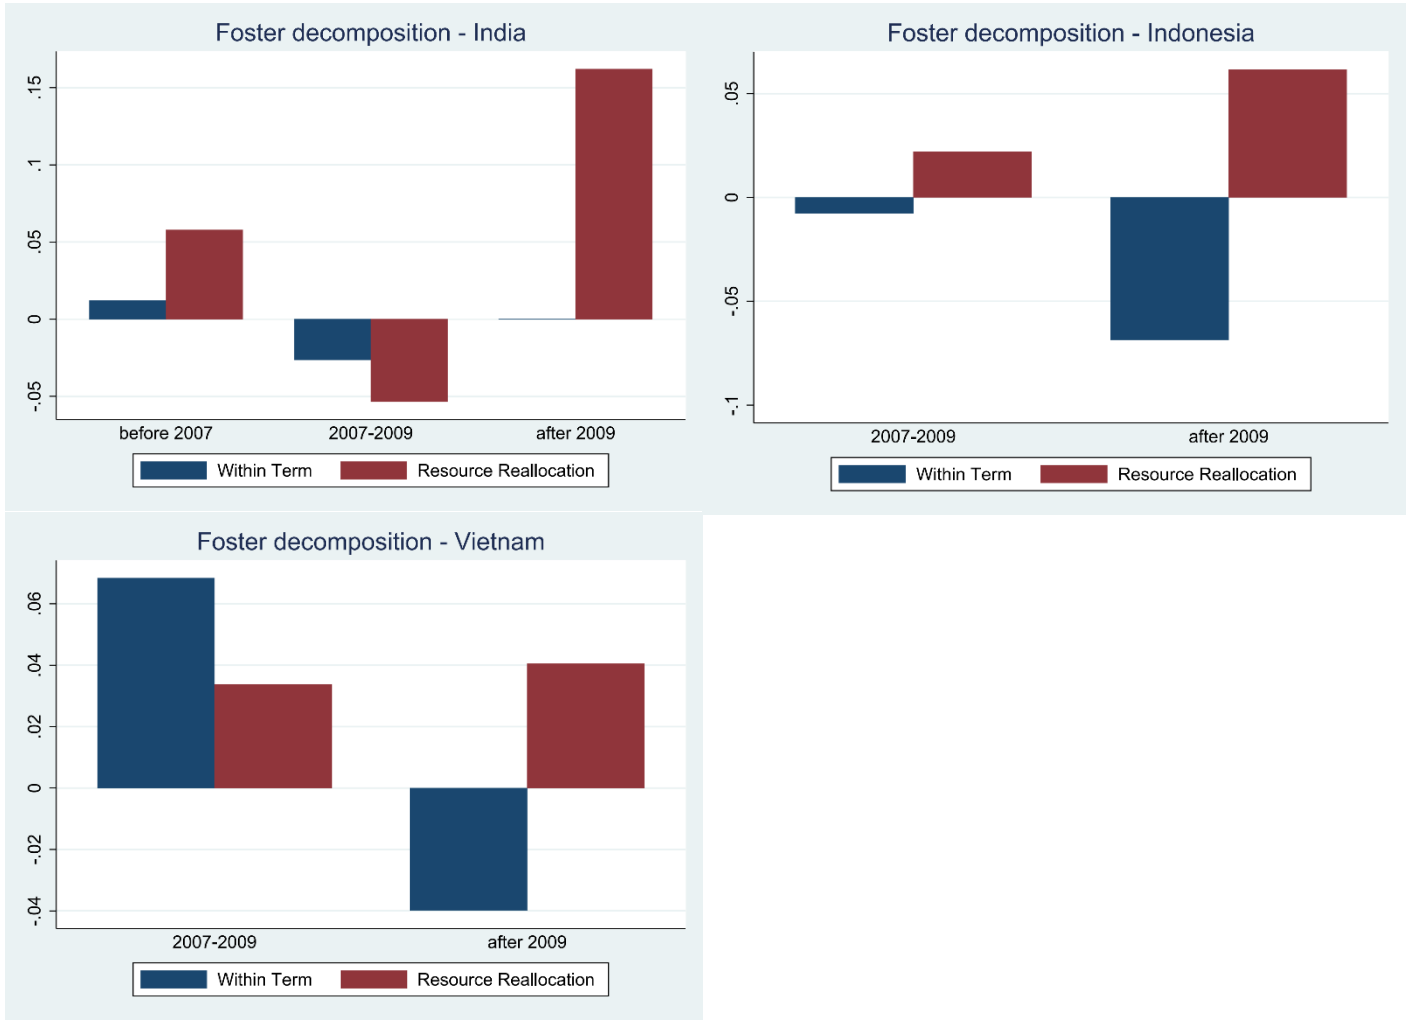 Foster decomposition - India
.15
.1
.05
0
-.05
before 2007
2007-2009
after 2009
Within Term
Resource Reallocation
Foster decomposition - Indonesia
.05
0
-.05
-.1
2007-2009
after 2009
Within Term
Resource Reallocation
Foster decomposition - Vietnam
.06
.04
.02
0
-.02
-.04
2007-2009
after 2009
Within Term
Resource Reallocation